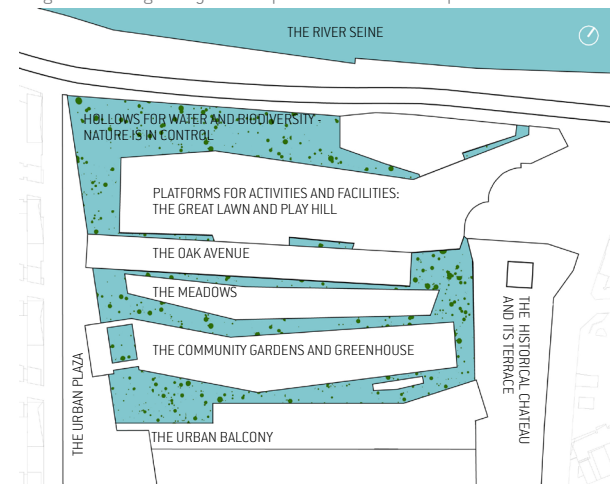 THE RIVER SEINE
HOLLOWS FOR WATER AND BIODIVERSITY -
NATURE IS IN CONTROL
PLATFORMS FOR ACTIVITIES AND FACILITIES:
THE GREAT LAWN AND PLAY HILL
THE OAK AVENUE
THE MEADOWS
THE COMMUNITY GARDENS AND GREENHOUSE
THE HISTORICAL CHATEAU
AND ITS TERRACE
THE URBAN PLAZA
THE URBAN BALCONY